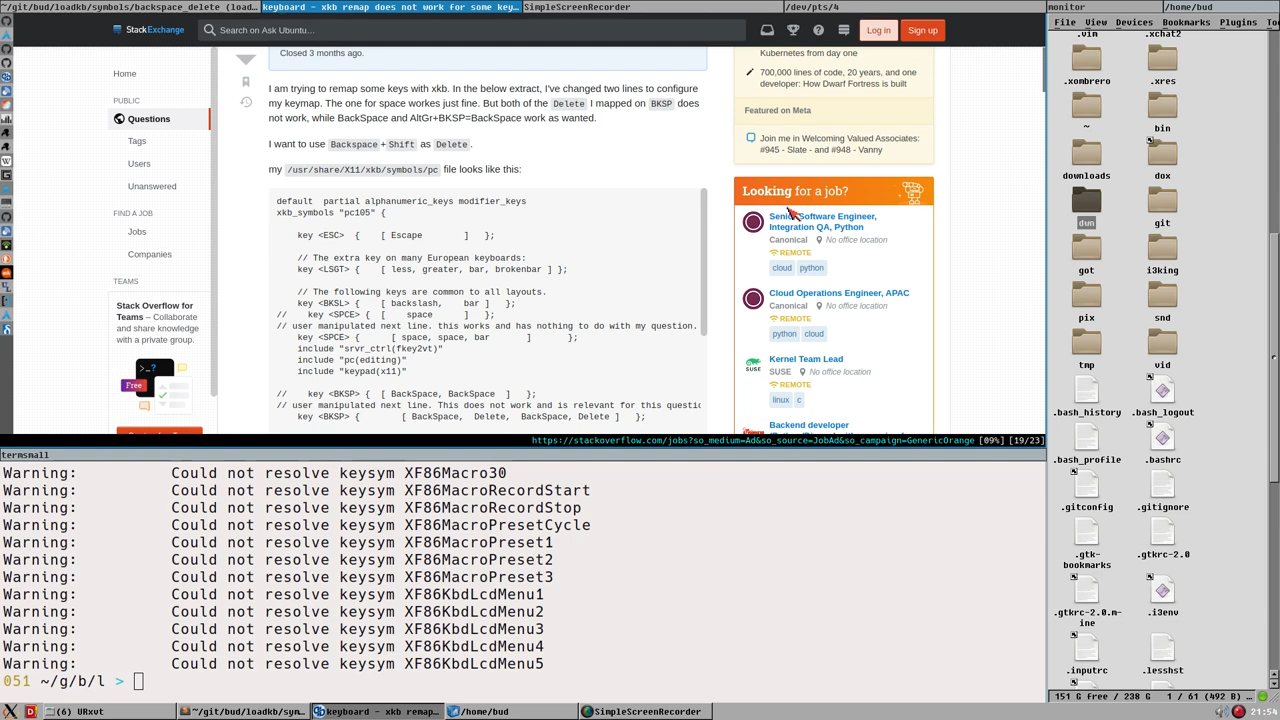 ~/git/bud/loadkb/symbols/backspace_delete (load...
keyboard - xkb remap does not work for some key...
SimpleScreenRecorder
/dev/pts/4
monitor
/home/bud
StackExchange
Search on Ask Ubuntu...
Log in
Sign up
File View Devices Bookmarks Plugins To
Home
PUBLIC
Questions
Tags
Users
Unanswered
FIND A JOB
Jobs
Companies
TEAMS
Stack Overflow for
Teams – Collaborate
and share knowledge
with a private group.
>_?
Free
Closed 3 months ago.
I am trying to remap some keys with xkb. In the below extract, I've changed two lines to configure
my keymap. The one for space workes just fine. But both of the Delete I mapped on BKSP does
not work, while BackSpace and AltGr+BKSP=BackSpace work as wanted.
I want to use Backspace+Shift as Delete.
my /usr/share/X11/xkb/symbols/pc file looks like this:
default partial alphanumeric_keys modifier_keys
xkb_symbols "pc105" {
key <ESC> { [ Escape ] };
// The extra key on many European keyboards:
key <LSGT> { [ less, greater, bar, brokenbar ] };
// The following keys are common to all layouts.
key <BKSL> { [ backslash, bar ] };
// key <SPCE> { [ space ] };
// user manipulated next line. this works and has nothing to do with my question.
key <SPCE> { [ space, space, bar ] };
include "srvr_ctrl(fkey2vt)"
include "pc(editing)"
include "keypad(x11)"
// key <BKSP> { [ BackSpace, BackSpace ] };
// user manipulated next line. This does not work and is relevant for this questio
key <BKSP> { [ BackSpace, Delete, BackSpace, Delete ] };
Kubernetes from day one
700,000 lines of code, 20 years, and one
developer: How Dwarf Fortress is built
Featured on Meta
Join me in Welcoming Valued Associates:
#945 - Slate - and #948 - Vanny
Looking for a job?
Software Engineer,
Integration QA, Python
Canonical No office location
REMOTE
cloud python
Cloud Operations Engineer, APAC
Canonical No office location
REMOTE
python cloud
SUSE
Kernel Team Lead
SUSE No office location
REMOTE
linux c
Backend developer
https://stackoverflow.com/jobs?so_medium=Ad&so_source=JobAd&so_campaign=GenericOrange [09%] [19/23]
termsmall
Warning: Could not resolve keysym XF86Macro30
Warning: Could not resolve keysym XF86MacroRecordStart
Warning: Could not resolve keysym XF86MacroRecordStop
Warning: Could not resolve keysym XF86MacroPresetCycle
Warning: Could not resolve keysym XF86MacroPreset1
Warning: Could not resolve keysym XF86MacroPreset2
Warning: Could not resolve keysym XF86MacroPreset3
Warning: Could not resolve keysym XF86KbdLcdMenu1
Warning: Could not resolve keysym XF86KbdLcdMenu2
Warning: Could not resolve keysym XF86KbdLcdMenu3
Warning: Could not resolve keysym XF86KbdLcdMenu4
Warning: Could not resolve keysym XF86KbdLcdMenu5
051 ~/g/b/l >
.vim .xchat2
.xombrero .xres
~ bin
downloads dox
dun git
got i3king
pix snd
tmp vid
.bash_history .bash_logout
.bash_profile .bashrc
.gitconfig .gitignore
.gtk-bookmarks .gtkrc-2.0
.gtkrc-2.0.m-ine .i3env
.inputrc .lesshst
151 G free / 238 G 1 / 61 (492 B) …
(6) URxvt
~/git/bud/loadkb/sym...
keyboard - xkb remap...
/home/bud
SimpleScreenRecorder
21:54